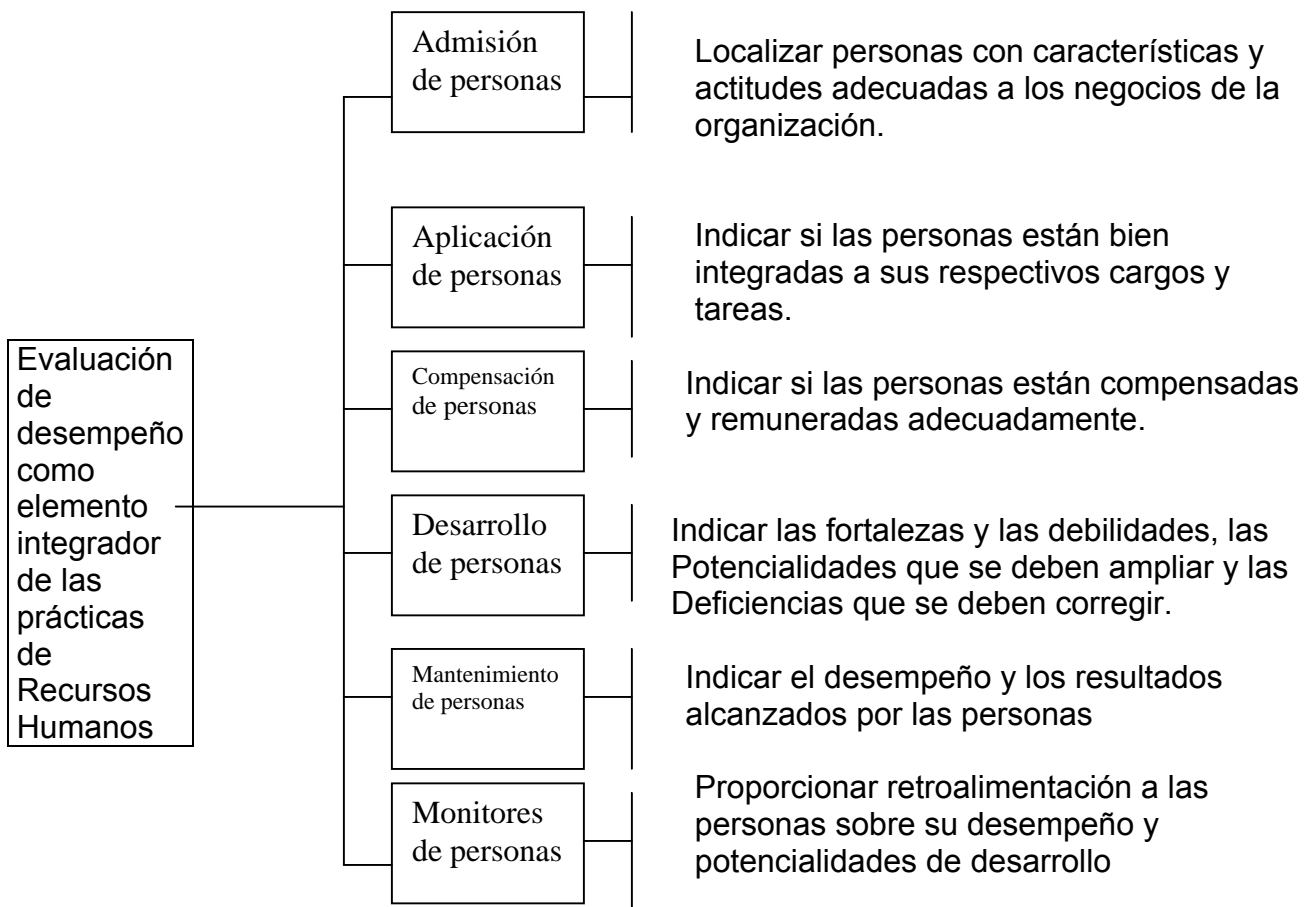 Evaluación
de
desempeño
como
elemento
integrador
de las
prácticas
de
Recursos
Humanos
Admisión
de personas
Localizar personas con características y
actitudes adecuadas a los negocios de la
organización.
Aplicación
de personas
Indicar si las personas están bien
integradas a sus respectivos cargos y
tareas.
Compensación
de personas
Indicar si las personas están compensadas
y remuneradas adecuadamente.
Desarrollo
de personas
Indicar las fortalezas y las debilidades, las
Potencialidades que se deben ampliar y las
Deficiencias que se deben corregir.
Mantenimiento
de personas
Indicar el desempeño y los resultados
alcanzados por las personas
Monitores
de personas
Proporcionar retroalimentación a las
personas sobre su desempeño y
potencialidades de desarrollo